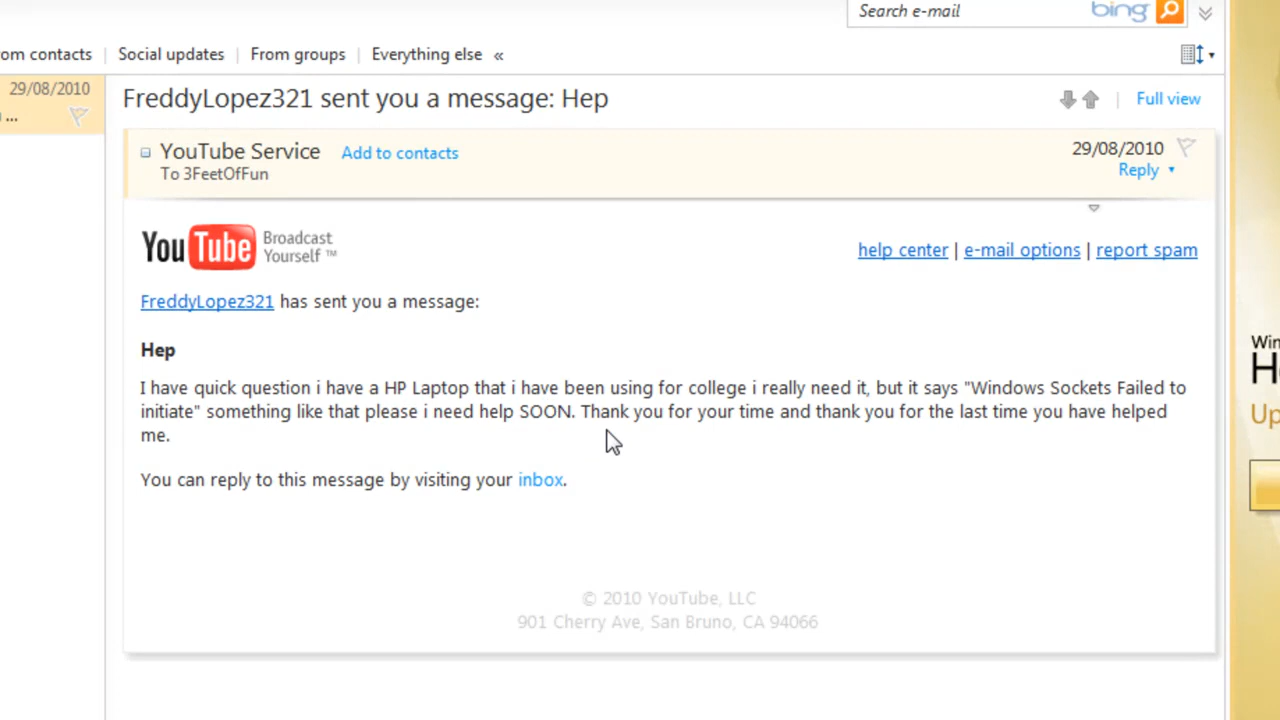 Search e-mail bing
om contacts Social updates From groups Everything else «
29/08/2010
...
FreddyLopez321 sent you a message: Hep
Full view
YouTube Service Add to contacts
29/08/2010
To 3FeetOfFun
Reply
YouTube Broadcast Yourself ™
help center | e-mail options | report spam
FreddyLopez321 has sent you a message:
Hep
I have quick question i have a HP Laptop that i have been using for college i really need it, but it says "Windows Sockets Failed to
initiate" something like that please i need help SOON. Thank you for your time and thank you for the last time you have helped
me.
You can reply to this message by visiting your inbox.
© 2010 YouTube, LLC
901 Cherry Ave, San Bruno, CA 94066
Win
H
Up